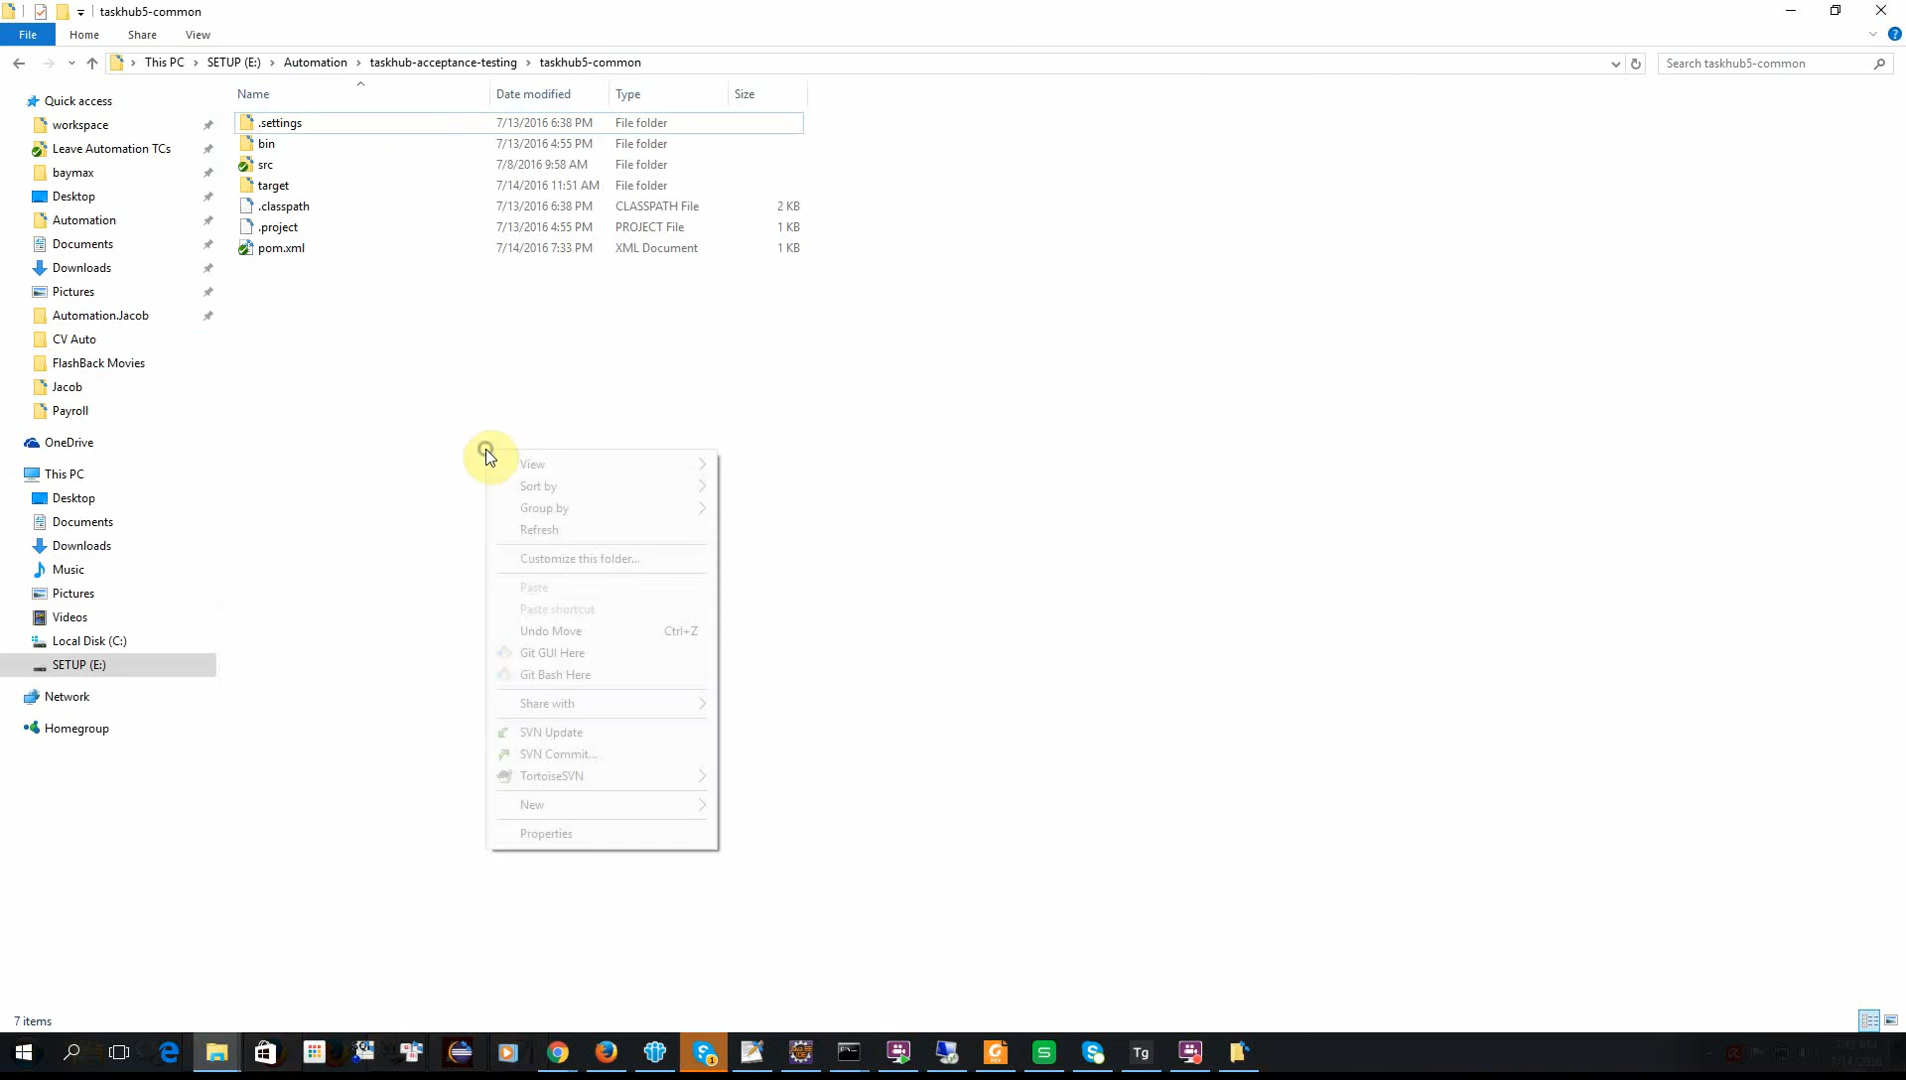 taskhub5-common
File Home Share View
This PC SETUP (E:) Automation taskhub-acceptance-testing taskhub5-common
Search taskhub5-common
Name Date modified Type Size
.settings 7/13/2016 6:38 PM File folder
bin 7/13/2016 4:55 PM File folder
src 7/8/2016 9:58 AM File folder
target 7/14/2016 11:51 AM File folder
.classpath 7/13/2016 6:38 PM CLASSPATH File 2 KB
.project 7/13/2016 4:55 PM PROJECT File 1 KB
pom.xml 7/14/2016 7:33 PM XML Document 1 KB
Quick access
workspace
Leave Automation TCs
baymax
Desktop
Automation
Documents
Downloads
Pictures
Automation.Jacob
CV Auto
FlashBack Movies
Jacob
Payroll
OneDrive
This PC
Desktop
Documents
Downloads
Music
Pictures
Videos
Local Disk (C:)
SETUP (E:)
Network
Homegroup
View
Sort by
Group by
Refresh
Customize this folder...
Paste
Paste shortcut
Undo Move Ctrl+Z
Git GUI Here
Git Bash Here
Share with
SVN Update
SVN Commit...
TortoiseSVN
New
Properties
7 items
Tg